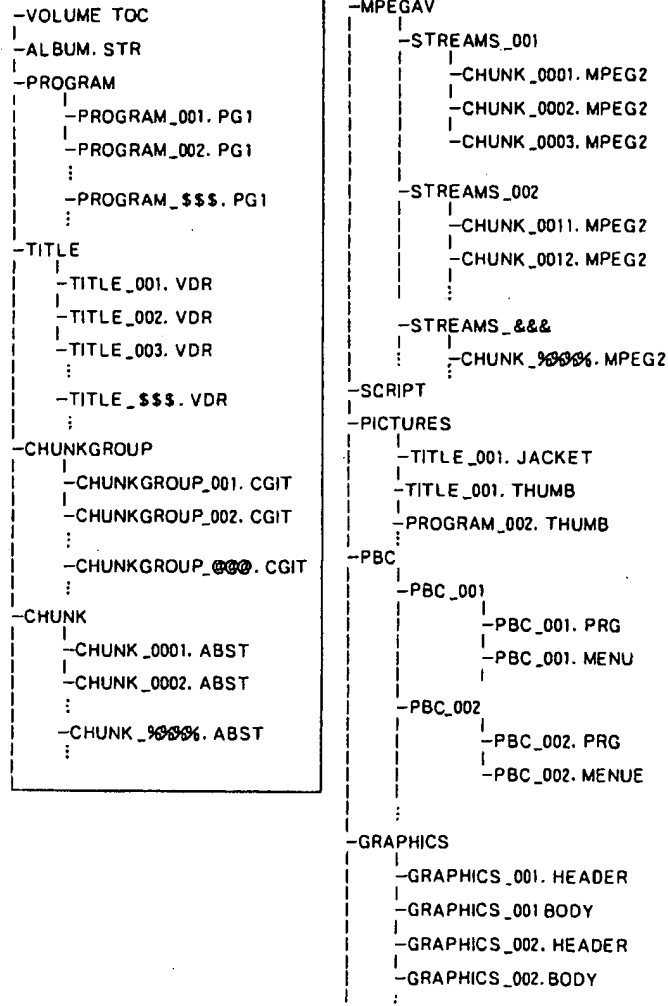 -VOLUME TOC
-ALBUM. STR
-PROGRAM
-PROGRAM_001. PG1
-PROGRAM_002. PG1
-PROGRAM_$$$. PG1
-TITLE
-TITLE_001. VDR
-TITLE_002. VDR
-TITLE_003. VDR
-TITLE_$$$. VDR
-CHUNKGROUP
-CHUNKGROUP_001. CGIT
-CHUNKGROUP_002. CGIT
-CHUNKGROUP_@@@. CGIT
-CHUNK
-CHUNK_0001. ABST
-CHUNK_0002. ABST
-CHUNK_%%%%. ABST
-MPEGAV
-STREAMS_001
-CHUNK_0001. MPEG2
-CHUNK_0002. MPEG2
-CHUNK_0003. MPEG2
-STREAMS_002
-CHUNK_0011. MPEG2
-CHUNK_0012. MPEG2
-STREAMS_&&&
-CHUNK_%%%%. MPEG2
-SCRIPT
-PICTURES
-TITLE_001. JACKET
-TITLE_001. THUMB
-PROGRAM_002. THUMB
-PBC
-PBC_001
-PBC_001. PRG
-PBC_001. MENU
-PBC_002
-PBC_002. PRG
-PBC_002. MENUE
-GRAPHICS
-GRAPHICS_001. HEADER
-GRAPHICS_001 BODY
-GRAPHICS_002. HEADER
-GRAPHICS_002. BODY